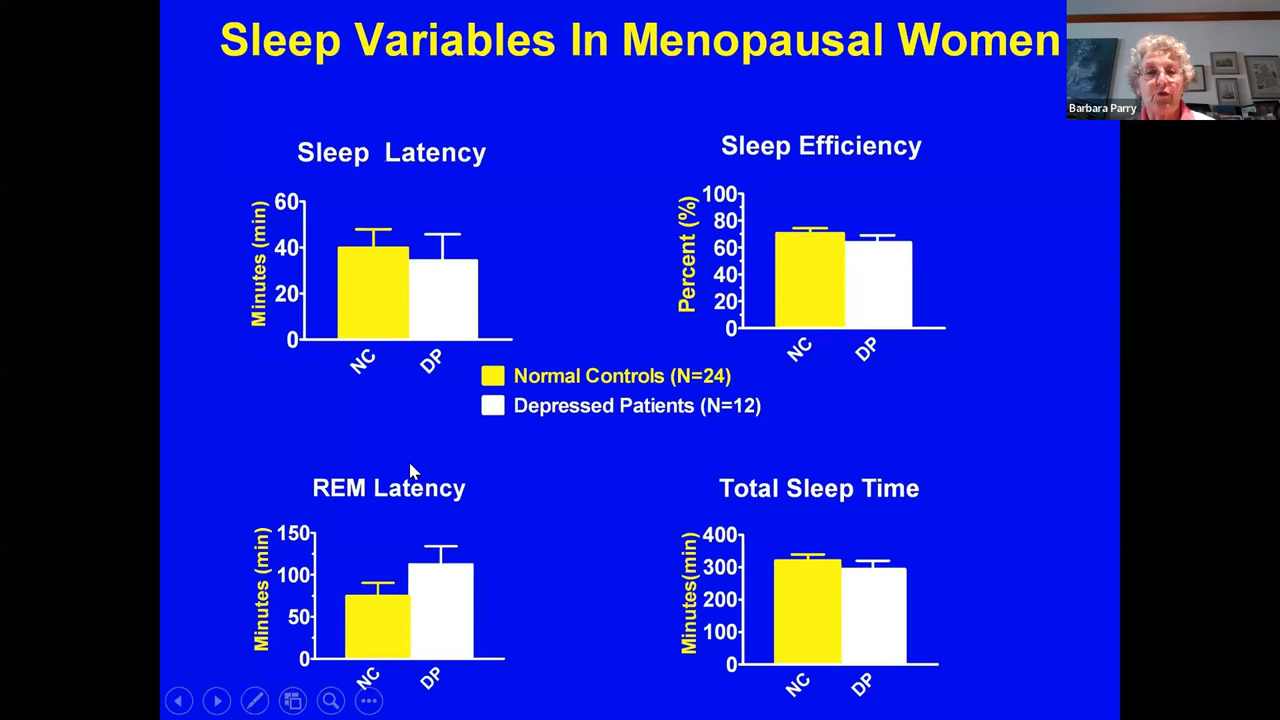 Sleep Variables In Menopausal Women
Barbara Parry
Sleep Latency
Minutes (min)
60
40
20
0
NC
DP
Sleep Efficiency
Percent (%)
100
80
60
40
20
0
NC
DP
Normal Controls (N=24)
Depressed Patients (N=12)
REM Latency
Minutes (min)
150
100
50
0
NC
DP
Total Sleep Time
Minutes(min)
400
300
200
100
0
NC
DP